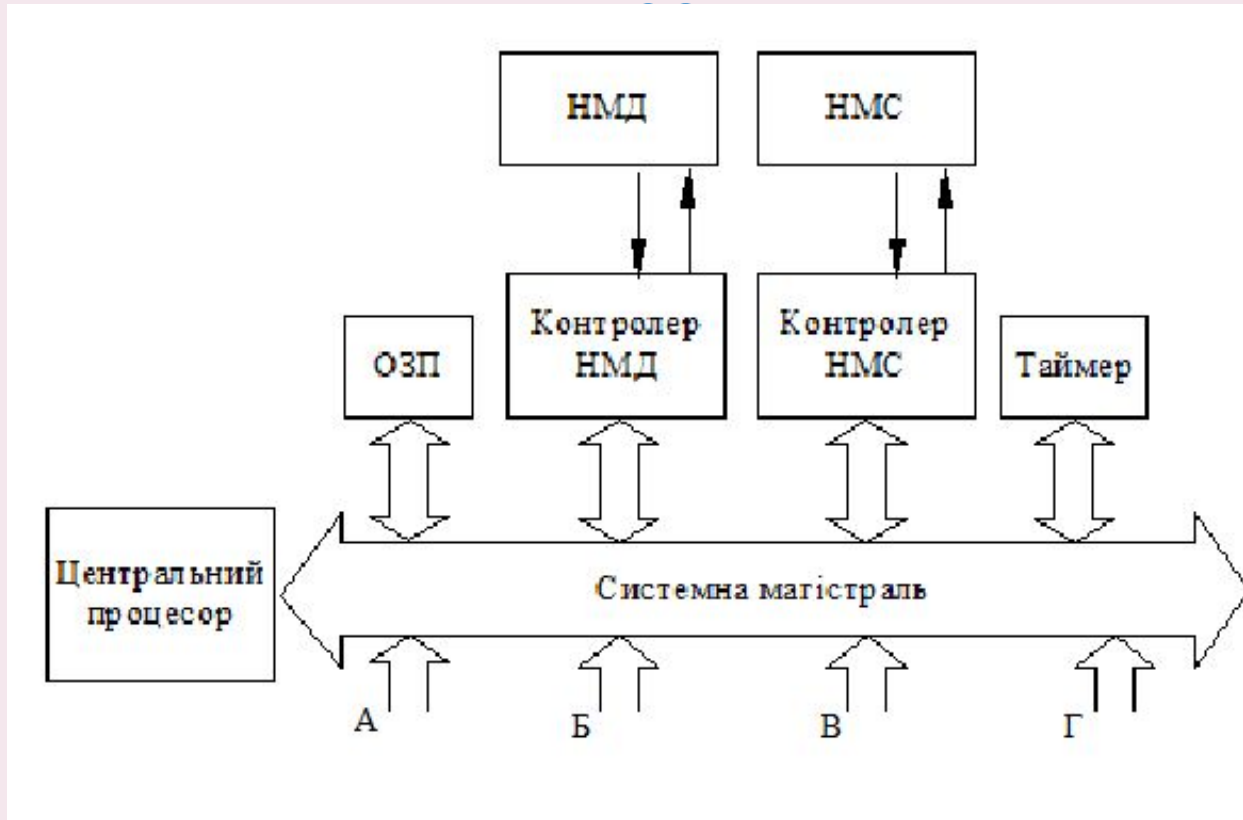 НМД
НМС
Контролер
НМД
Контролер
НМС
ОЗП
Таймер
Центральний
процесор
Системна магістраль
А
Б
В
Г